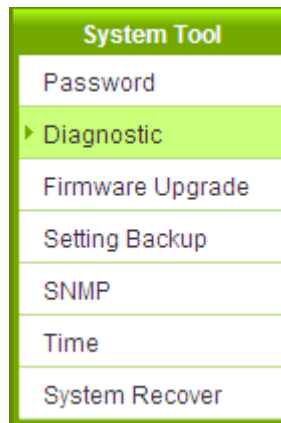 System Tool
Password
Diagnostic
Firmware Upgrade
Setting Backup
SNMP
Time
System Recover